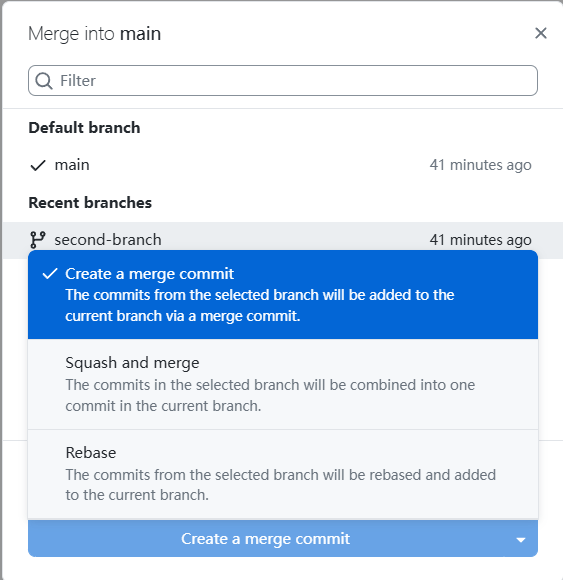 Merge into main
Filter
Default branch
main 41 minutes ago
Recent branches
second-branch 41 minutes ago
Create a merge commit
The commits from the selected branch will be added to the
current branch via a merge commit.
Squash and merge
The commits in the selected branch will be combined into one
commit in the current branch.
Rebase
The commits from the selected branch will be rebased and added
to the current branch.
Create a merge commit